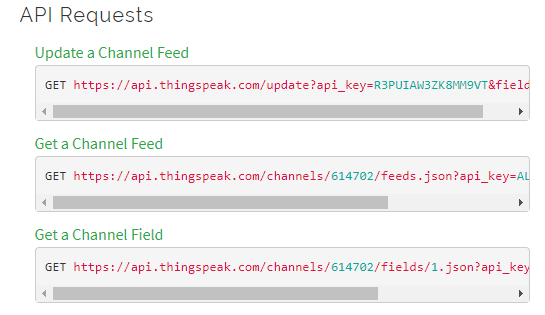 API Requests
Update a Channel Feed
GET https://api.thingspeak.com/update?api_key=R3PUIAW3ZK8MM9VT&field
Get a Channel Feed
GET https://api.thingspeak.com/channels/614702/feeds.json?api_key=AL
Get a Channel Field
GET https://api.thingspeak.com/channels/614702/fields/1.json?api_key